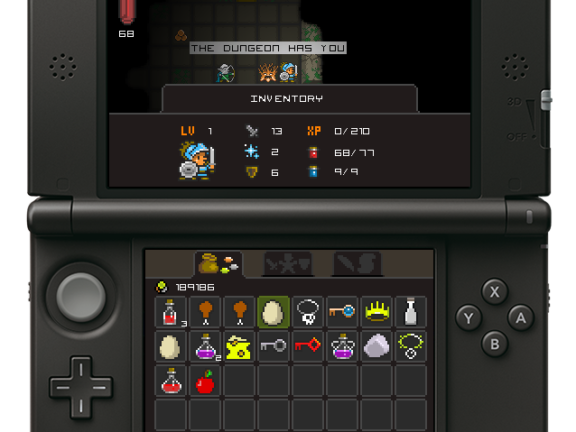 68
THE DUNGEON HAS YOU
INVENTORY
LV 1 13 XP 0/210
2 68/77
6 9/9
3D
OFF
189186
3
2
X
Y A
B